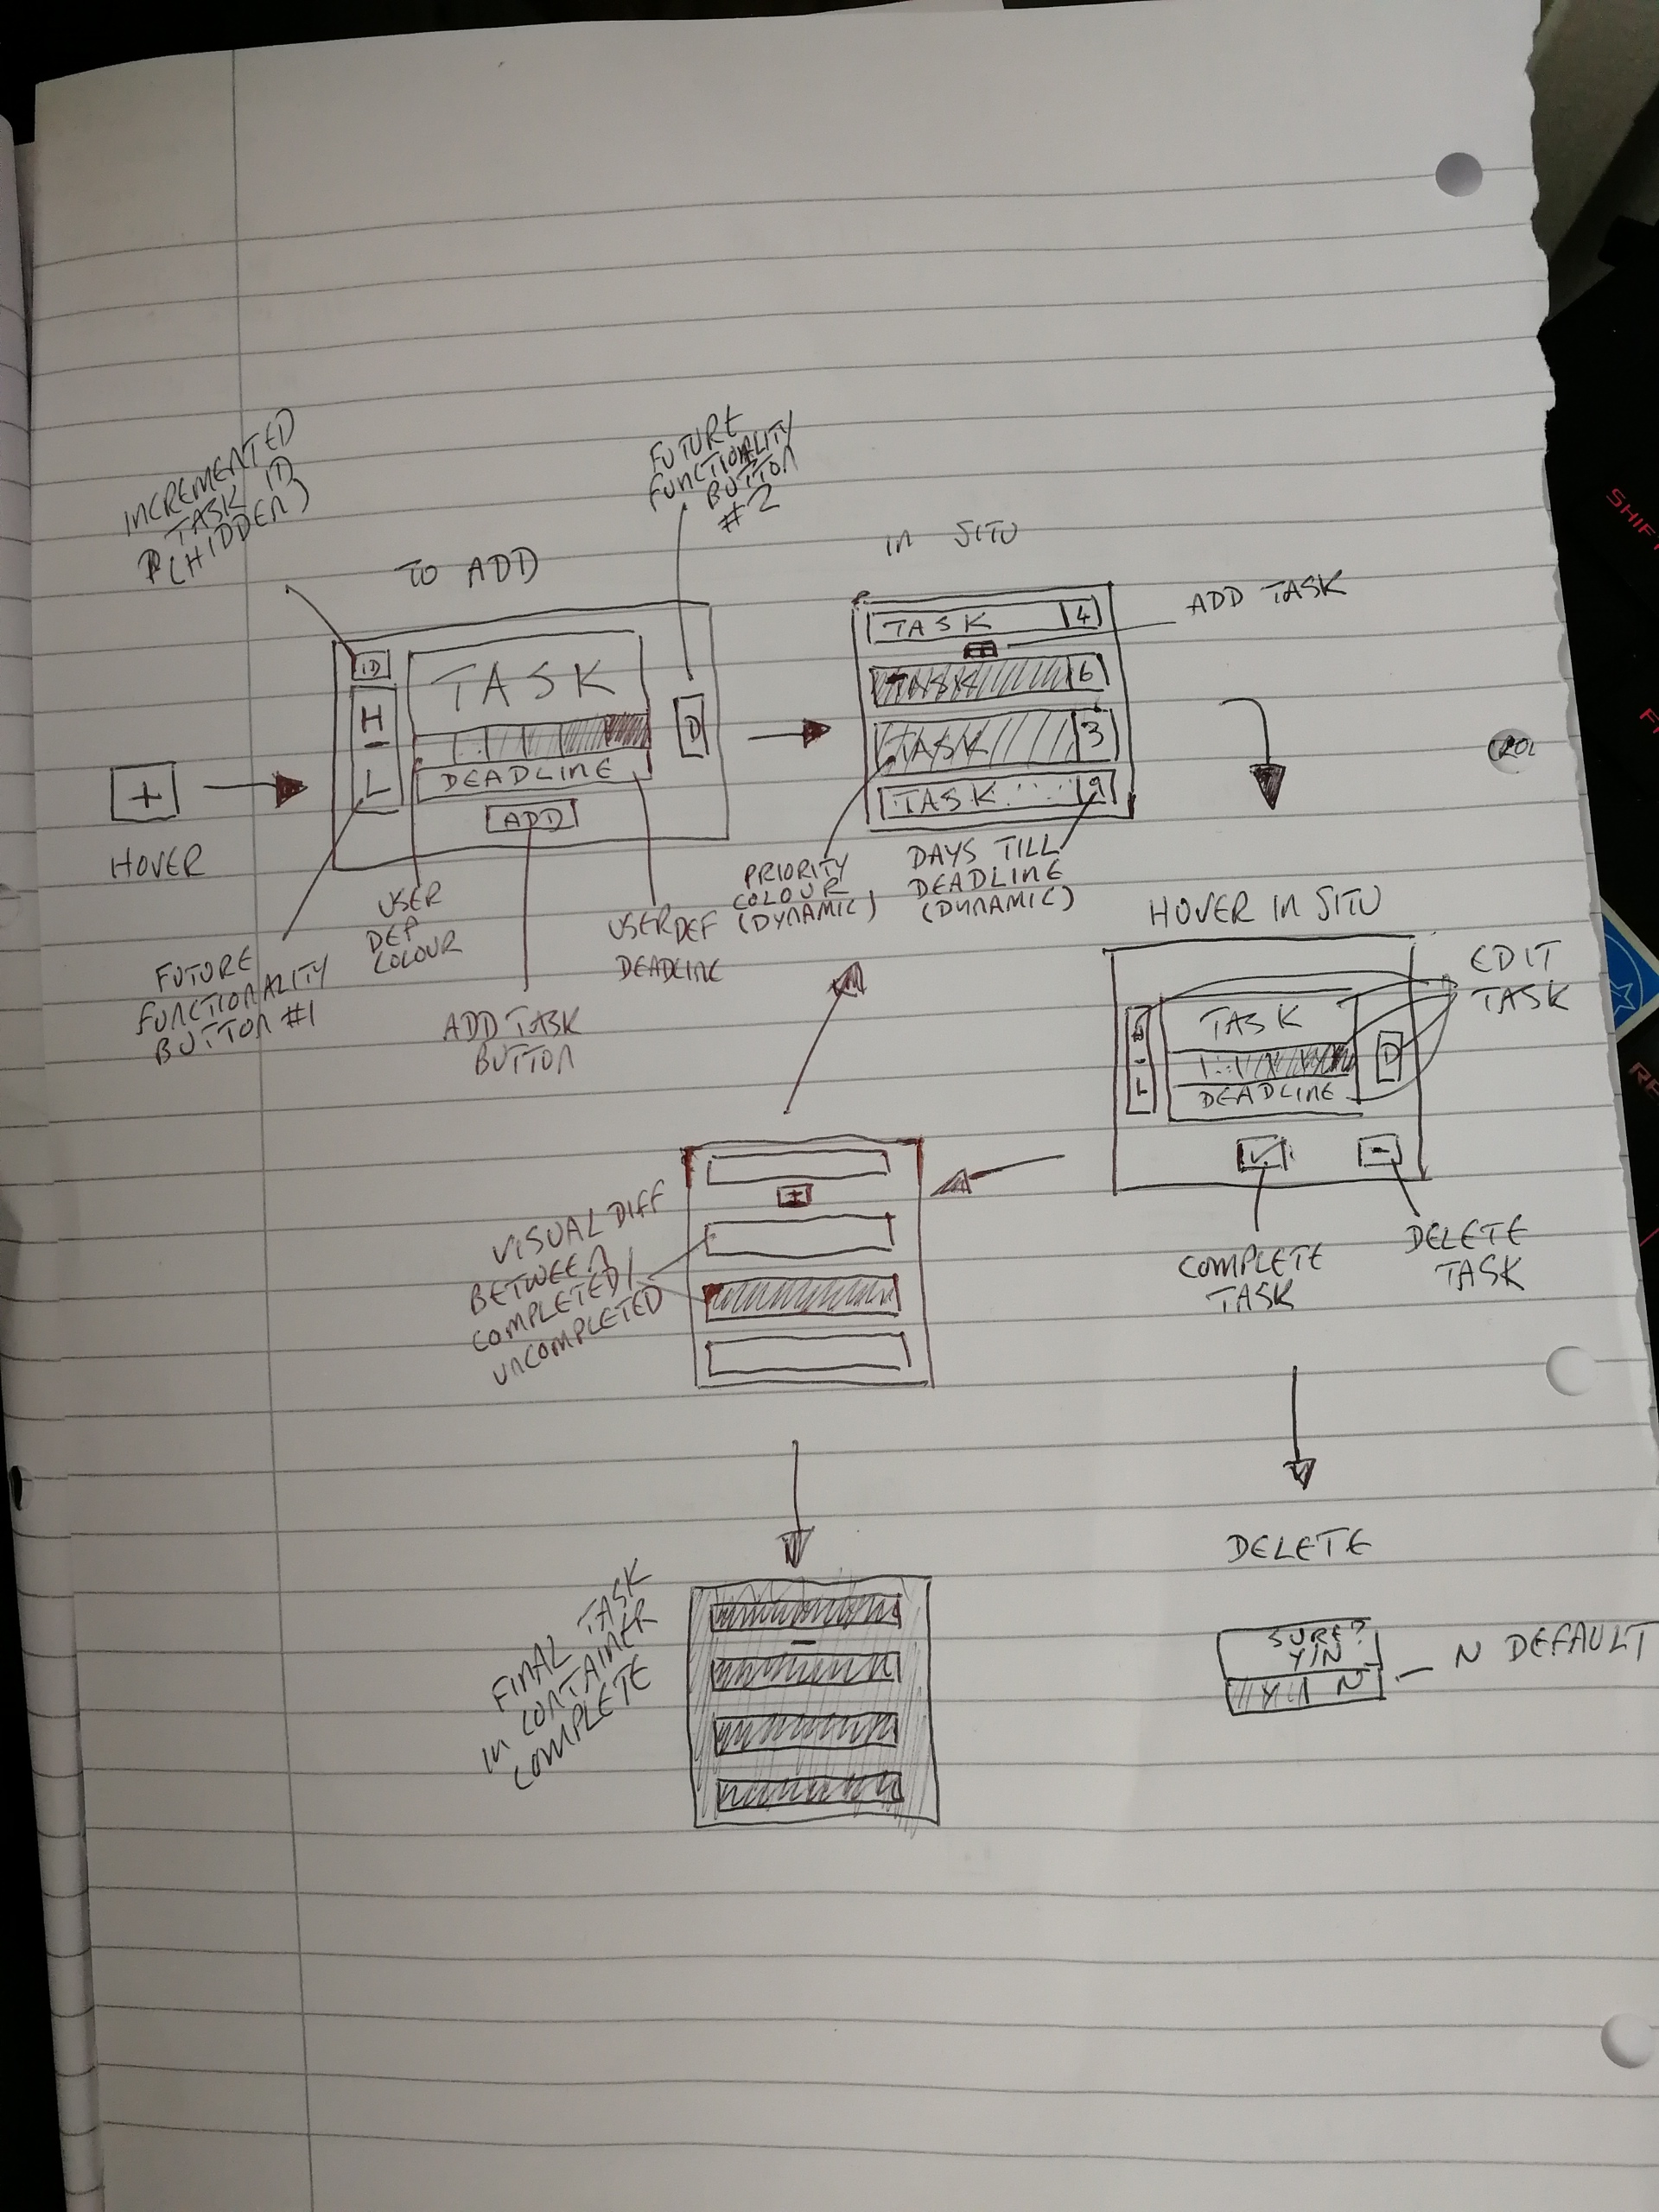 INCREMENTED
TASK ID
(HIDDEN)
FUTURE
FUNCTIONALITY
BUTTON
#2
TO ADD
IN SITU
ID
H
L
TASK
DEADLINE
ADD
D
+
HOVER
TASK 4
TASK 6
TASK 3
TASK 9
ADD TASK
FUTURE
FUNCTIONALITY
BUTTON #1
USER
DEF
COLOUR
ADD TASK
BUTTON
USER DEF
DEADLINE
PRIORITY
COLOUR
(DYNAMIC)
DAYS TILL
DEADLINE
(DYNAMIC)
HOVER IN SITU
H
L
TASK
DEADLINE
D
-
EDIT
TASK
COMPLETE
TASK
DELETE
TASK
+
VISUAL DIFF
BETWEEN
COMPLETED/
UNCOMPLETED
FINAL TASK
IN CONTAINER
COMPLETE
DELETE
SURE?
Y/N
Y | N
N DEFAULT
SHIF